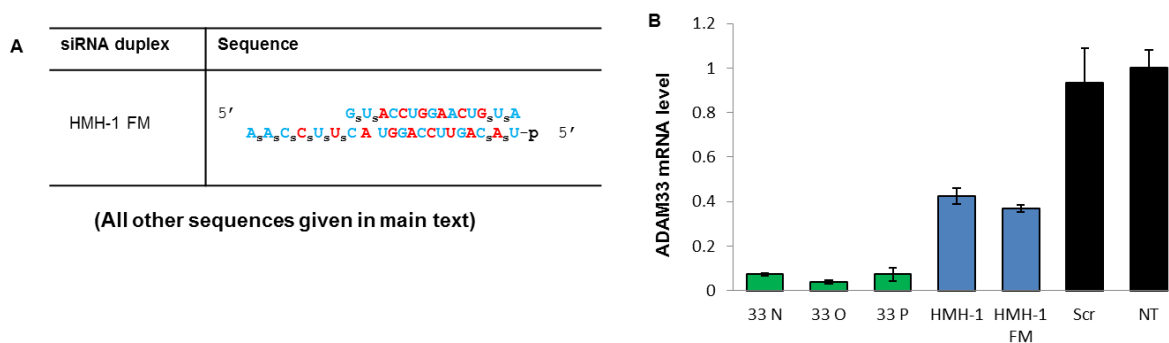 A
siRNA duplex Sequence
HMH-1 FM
5′ GsUsACCUGGAACUGsUsA
AsAsCsCsUsUsCA UGGACCUUGACsAsU-p 5′
(All other sequences given in main text)
B
ADAM33 mRNA level
1.2
1
0.8
0.6
0.4
0.2
0
33 N 33 O 33 P HMH-1 HMH-1 FM Scr NT